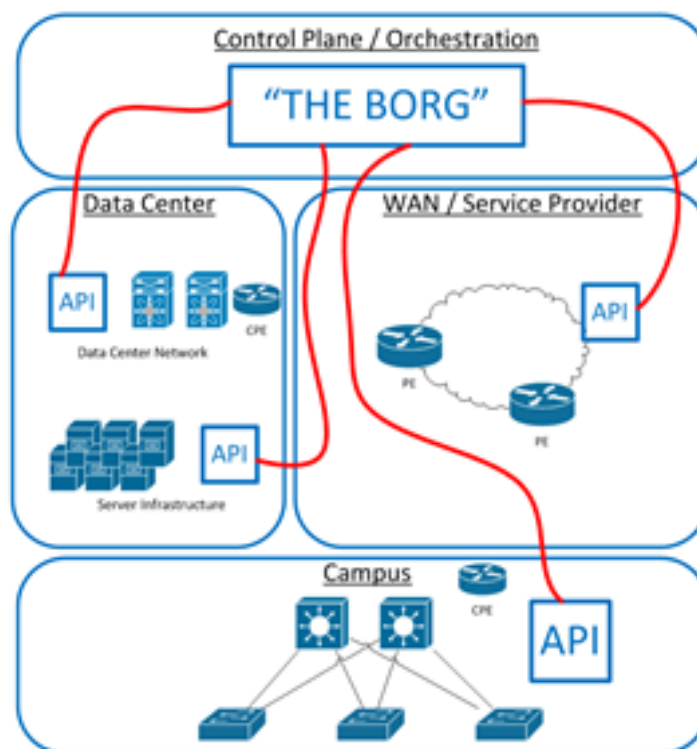 Control Plane / Orchestration
“THE BORG”
Data Center
WAN / Service Provider
API
CPE
Data Center Network
API
PE
PE
API
Server Infrastructure
Campus
CPE
API